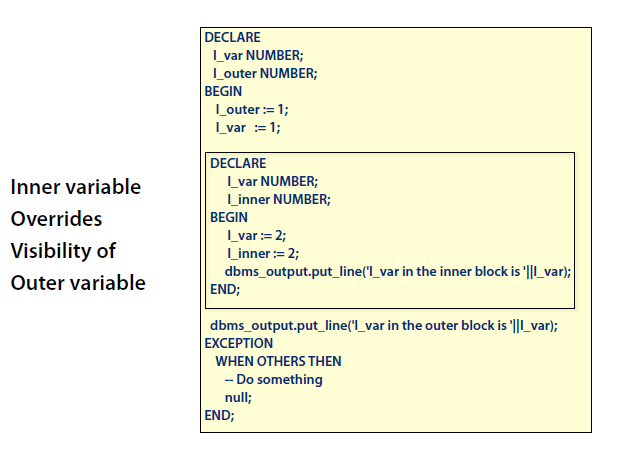 Inner variable
Overrides
Visibility of
Outer variable
DECLARE
l_var NUMBER;
l_outer NUMBER;
BEGIN
l_outer := 1;
l_var := 1;
DECLARE
l_var NUMBER;
l_inner NUMBER;
BEGIN
l_var := 2;
l_inner := 2;
dbms_output.put_line('l_var in the inner block is '||l_var);
END;
dbms_output.put_line('l_var in the outer block is '||l_var);
EXCEPTION
WHEN OTHERS THEN
-- Do something
null;
END;